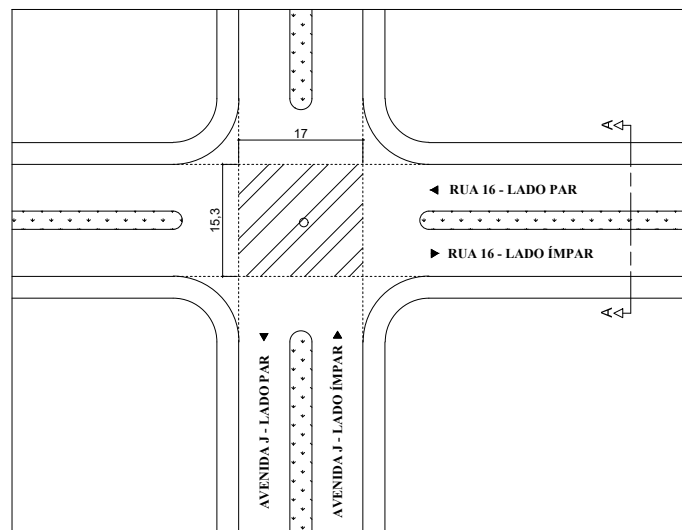 17
A
◄ RUA 16 - LADO PAR
15,3
► RUA 16 - LADO ÍMPAR
A
AVENIDA J - LADO PAR
AVENIDA J - LADO ÍMPAR